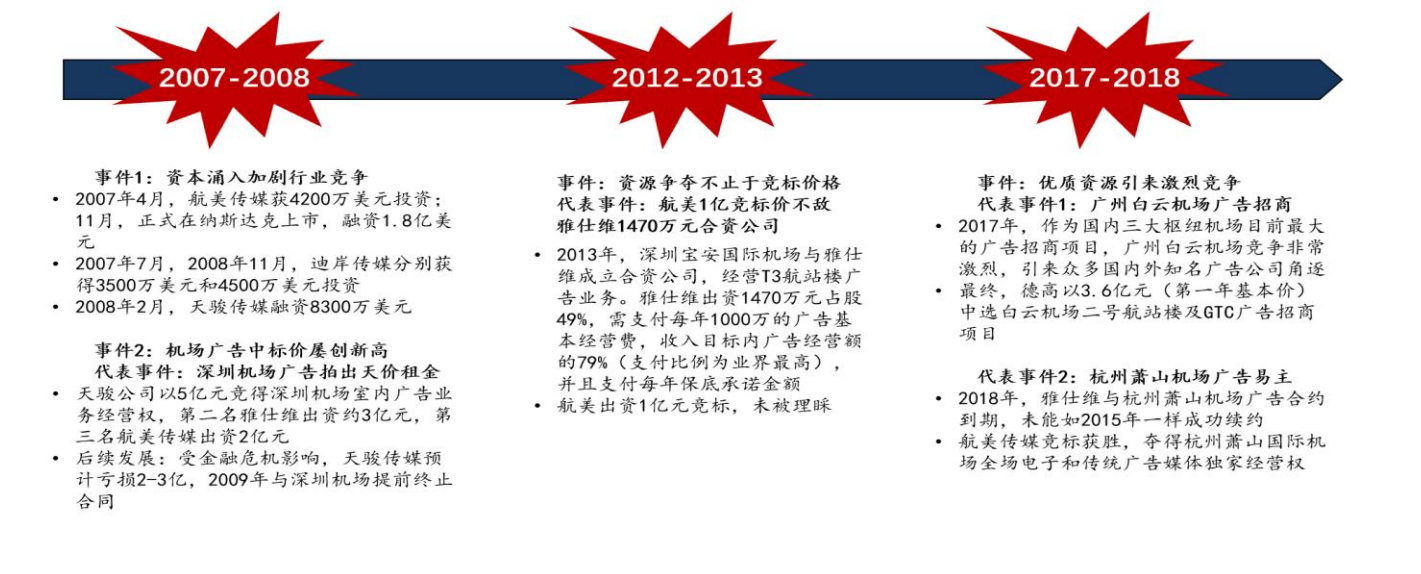 2007-2008
2012-2013
2017-2018
事件1：资本涌入加剧行业竞争
• 2007年4月，航美传媒获4200万美元投资；
11月，正式在纳斯达克上市，融资1.8亿美
元
• 2007年7月，2008年11月，迪岸传媒分别获
得3500万美元和4500万美元投资
• 2008年2月，天骏传媒融资8300万美元
事件2：机场广告中标价屡创新高
代表事件：深圳机场广告拍出天价租金
• 天骏公司以5亿元竞得深圳机场室内广告业
务经营权，第二名雅仕维出资约3亿元，第
三名航美传媒出资2亿元
• 后续发展：受金融危机影响，天骏传媒预
计亏损2-3亿，2009年与深圳机场提前终止
合同
事件：资源争夺不止于竞标价格
代表事件：航美1亿竞标价不敌
雅仕维1470万元合资公司
• 2013年，深圳宝安国际机场与雅仕
维成立合资公司，经营T3航站楼广
告业务。雅仕维出资1470万元占股
49%，需支付每年1000万的广告基
本经营费，收入目标内广告经营额
的79%（支付比例为业界最高），
并且支付每年保底承诺金额
• 航美出资1亿元竞标，未被理睬
事件：优质资源引来激烈竞争
代表事件1：广州白云机场广告招商
• 2017年，作为国内三大枢纽机场目前最大
的广告招商项目，广州白云机场竞争非常
激烈，引来众多国内外知名广告公司角逐
• 最终，德高以3.6亿元（第一年基本价）
中选白云机场二号航站楼及GTC广告招商
项目
代表事件2：杭州萧山机场广告易主
• 2018年，雅仕维与杭州萧山机场广告合约
到期，未能如2015年一样成功续约
• 航美传媒竞标获胜，夺得杭州萧山国际机
场全场电子和传统广告媒体独家经营权